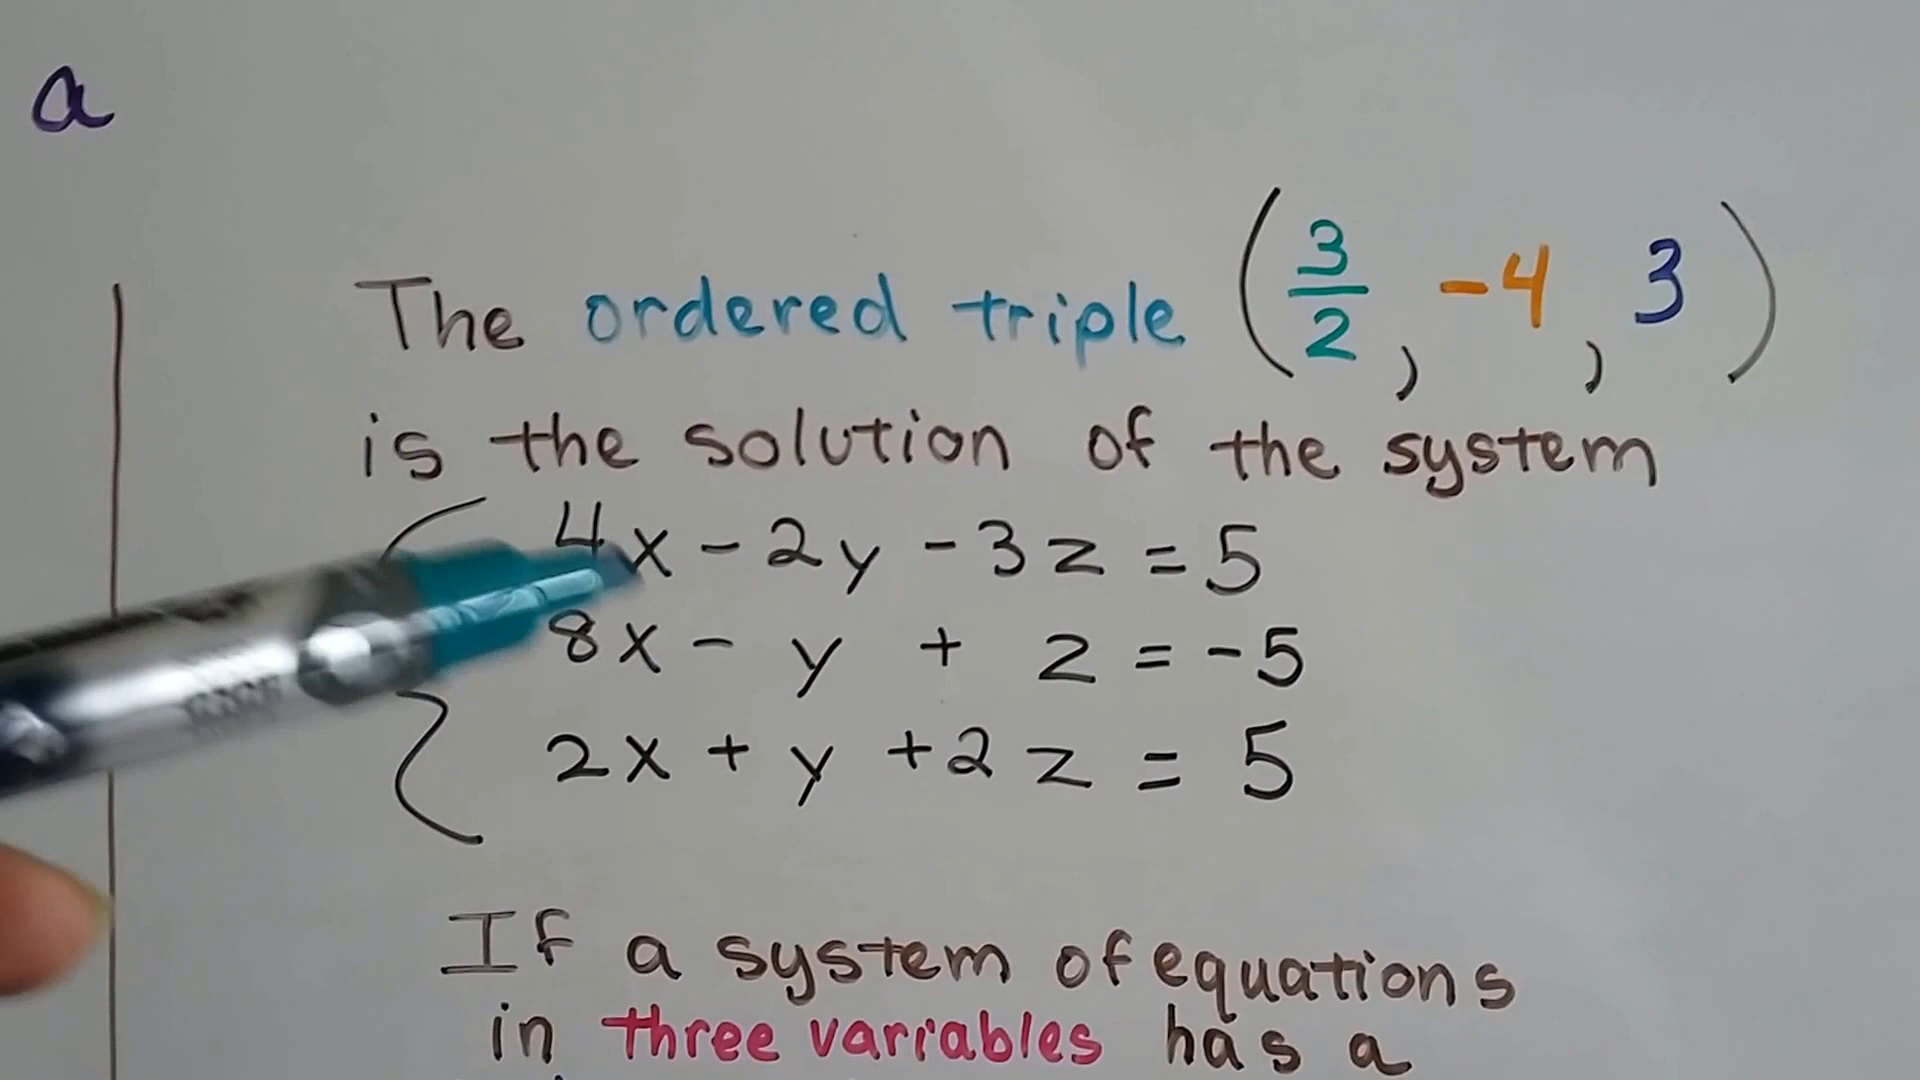 a
The ordered triple (3/2, -4, 3)
is the solution of the system
4x - 2y - 3z = 5
8x - y + z = -5
2x + y + 2z = 5
If a system of equations
in three variables has a